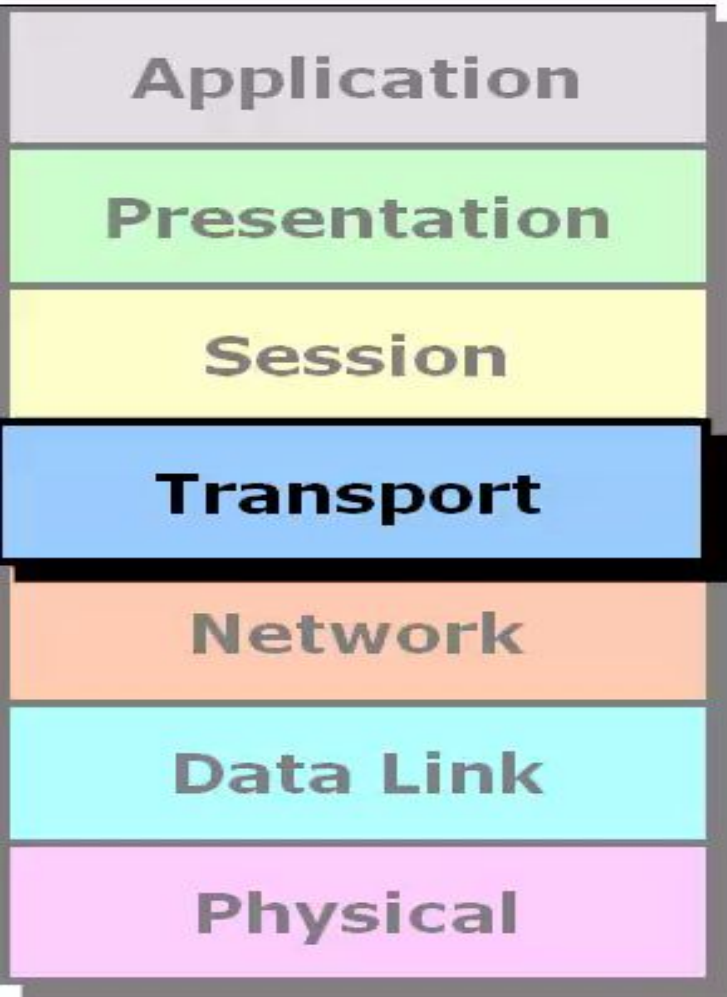 Application
Presentation
Session
Transport
Network
Data Link
Physical